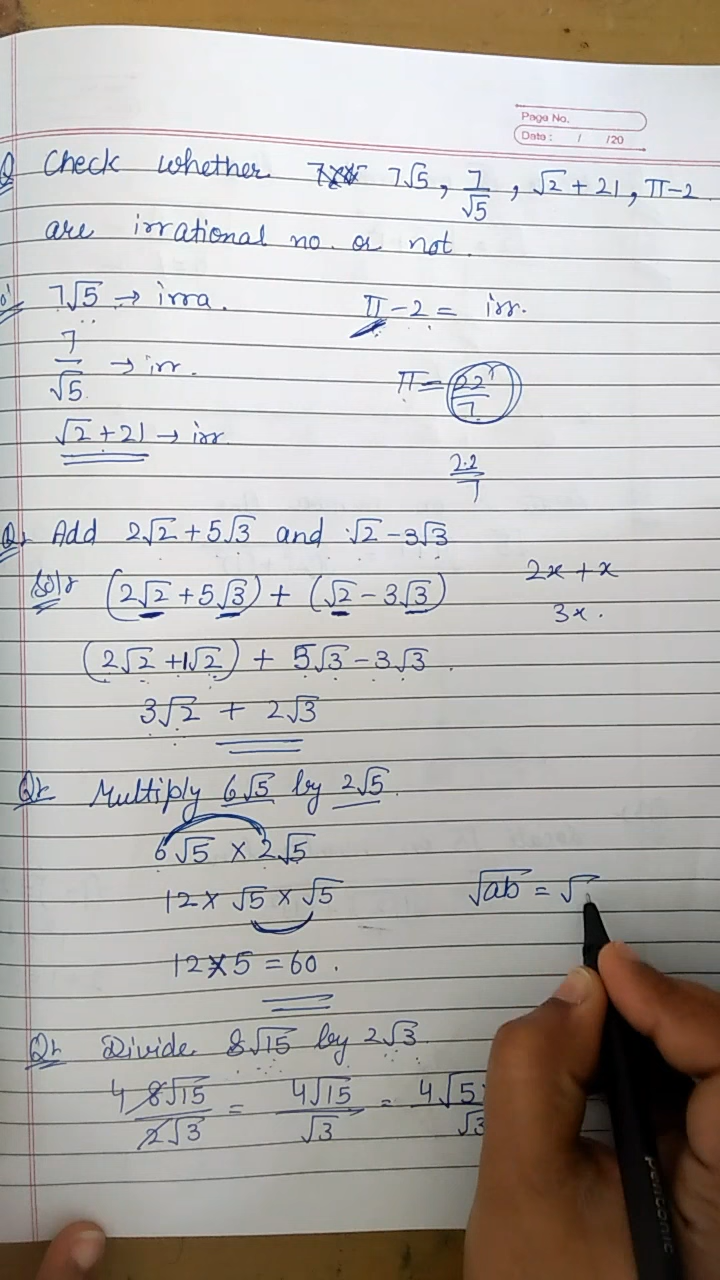 Page No.
Date : / /20
Q Check whether 7√5, 7/√5, √2 + 21, π-2
are irrational no. or not.
7√5 → irra.
π-2 = irr.
7/√5 → irr.
π = 22/7
√2 + 21 → irr.
22/7
Q. Add 2√2 + 5√3 and √2 - 3√3
Sol: (2√2 + 5√3) + (√2 - 3√3)
2x + x
3x.
(2√2 + 1√2) + 5√3 - 3√3.
3√2 + 2√3
Q. Multiply 6√5 by 2√5.
6√5 × 2√5
12 × √5 × √5
√ab = √
12 × 5 = 60.
Q. Divide 8√15 by 2√3.
4 8√15/2√3 = 4√15/√3 = 4√5/√3